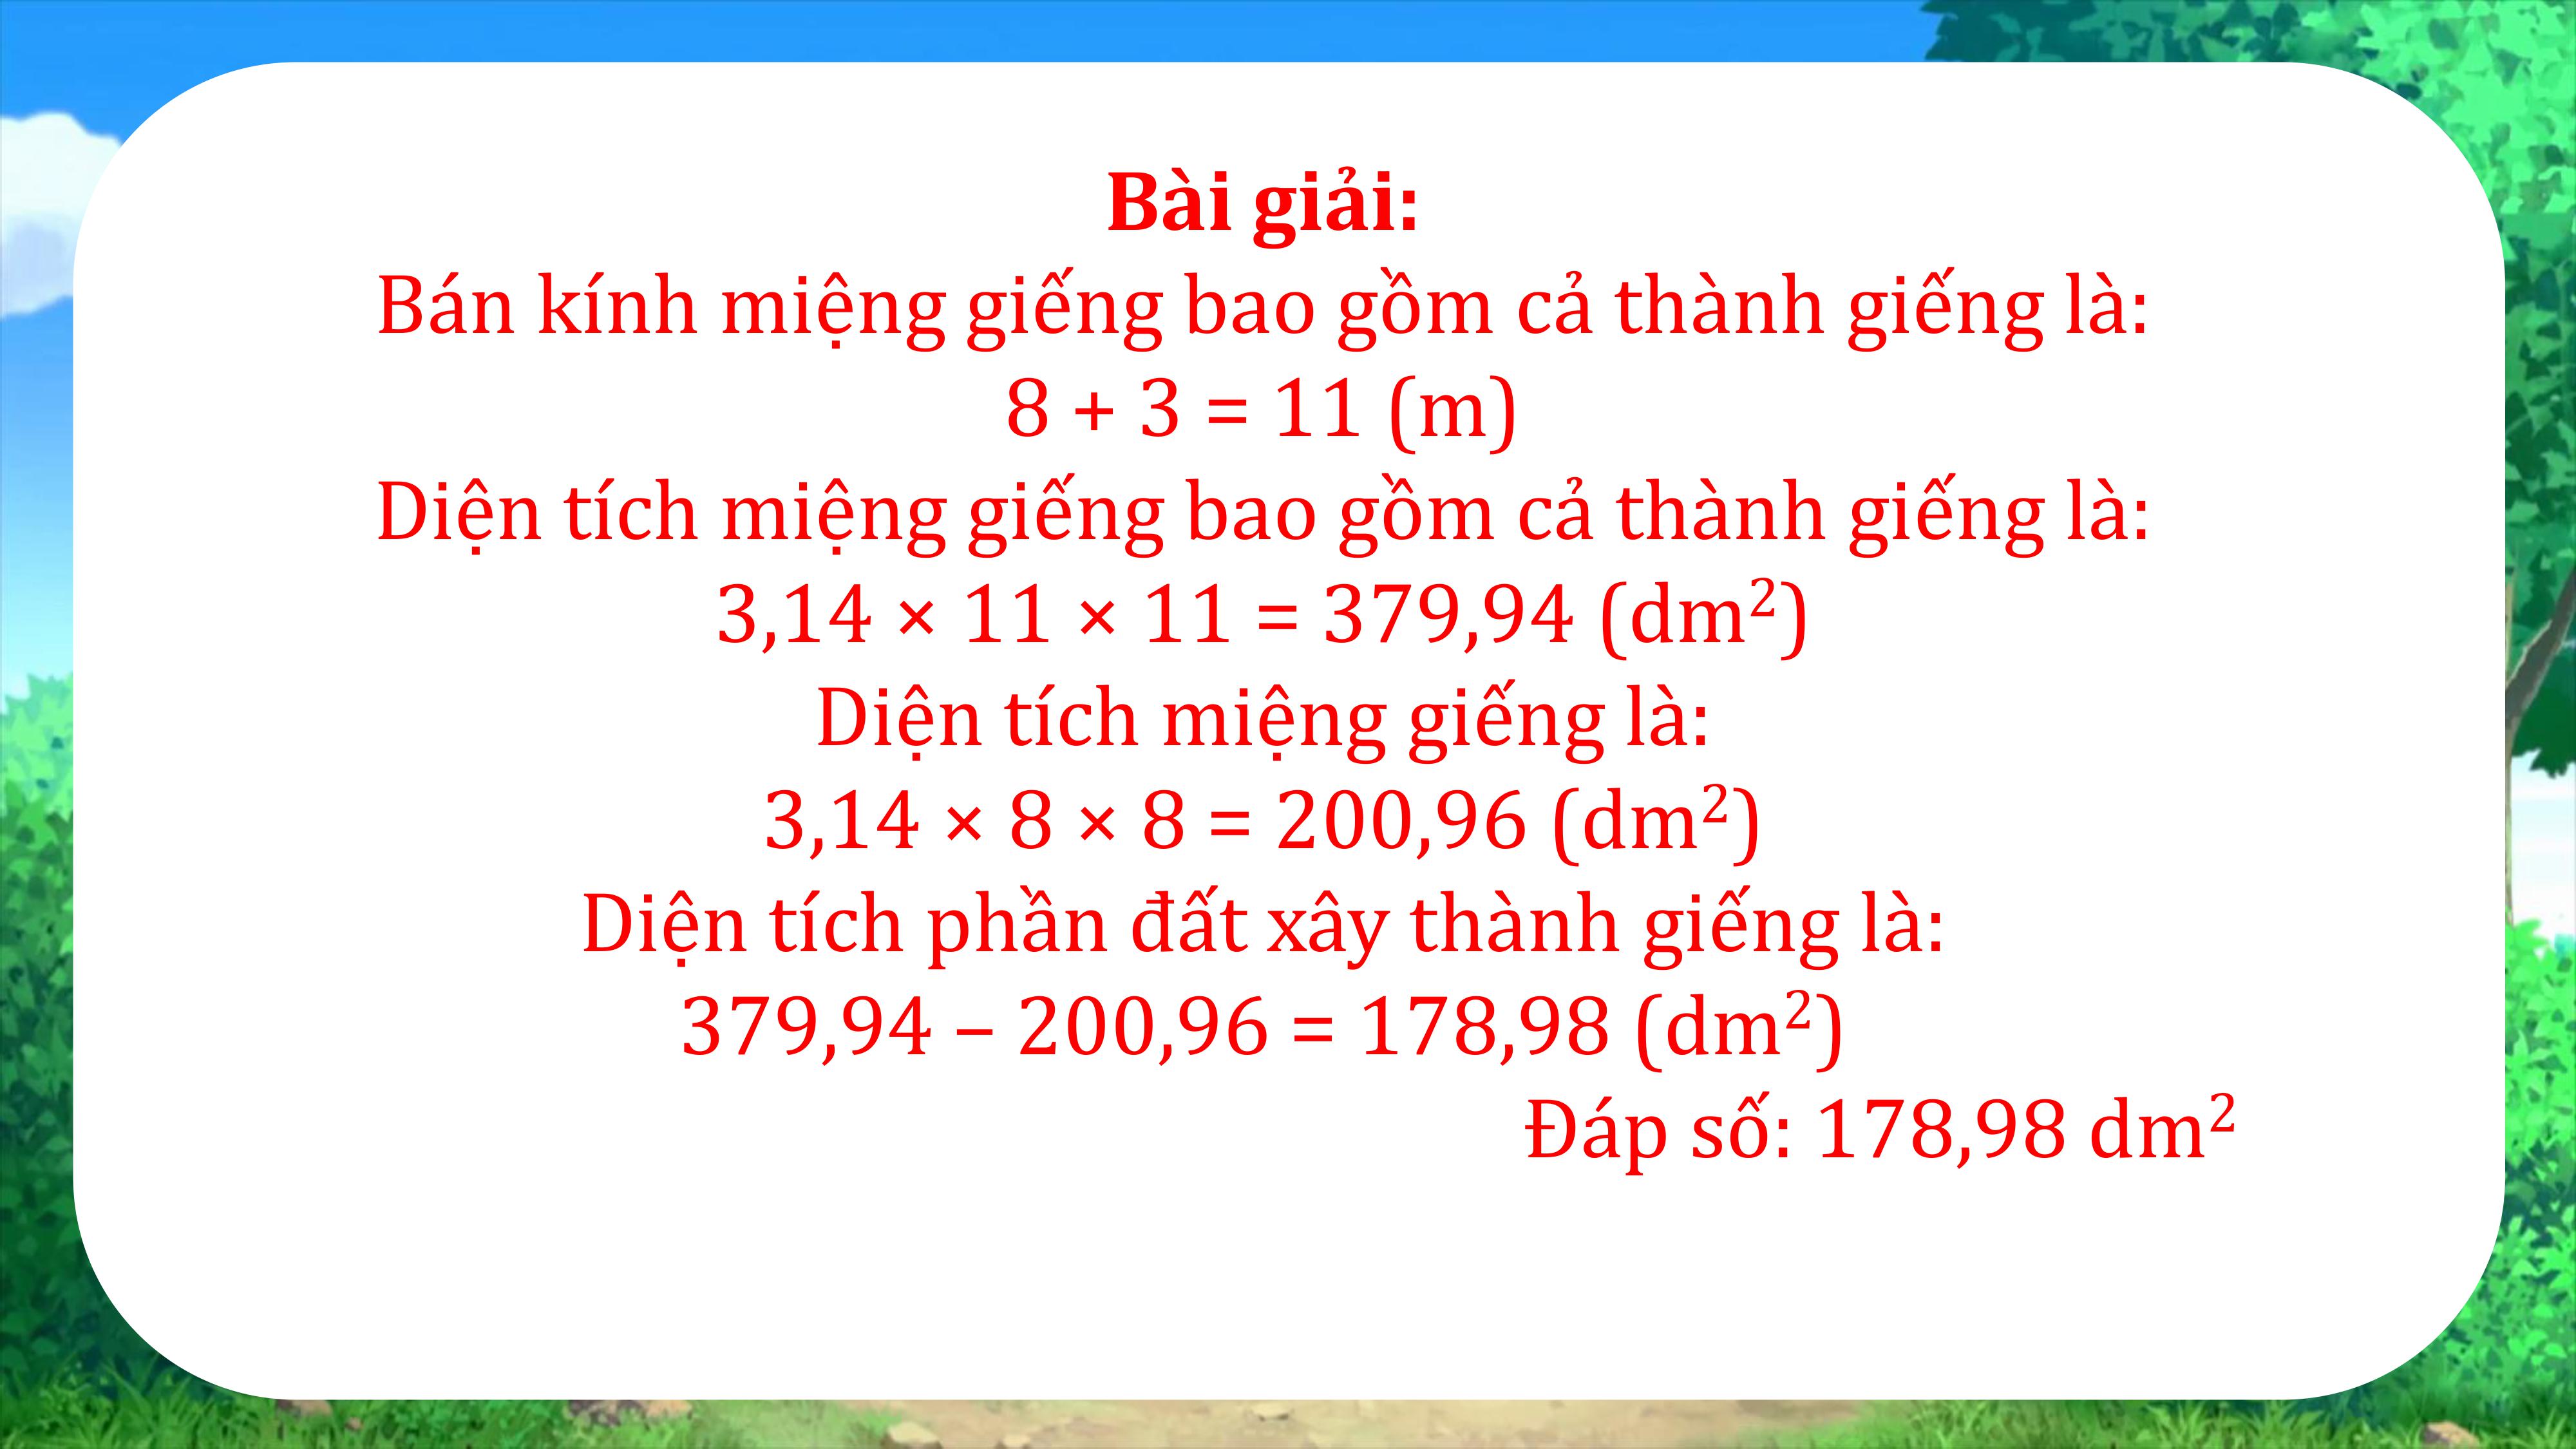 Bài giải:
Bán kính miệng giếng bao gồm cả thành giếng là:
8 + 3 = 11 (m)
Diện tích miệng giếng bao gồm cả thành giếng là:
3,14 × 11 × 11 = 379,94 (dm²)
Diện tích miệng giếng là:
3,14 × 8 × 8 = 200,96 (dm²)
Diện tích phần đất xây thành giếng là:
379,94 – 200,96 = 178,98 (dm²)
Đáp số: 178,98 dm²